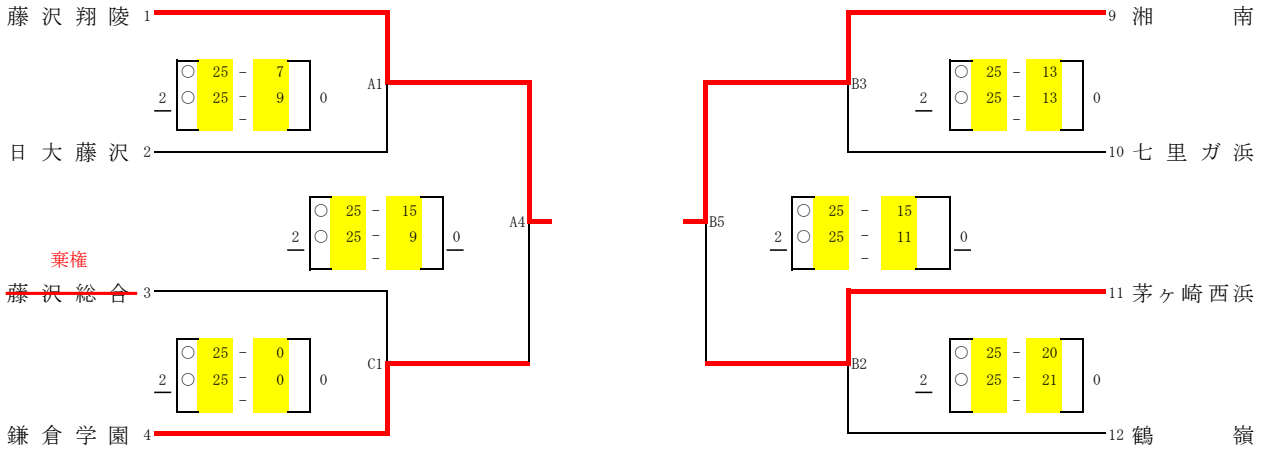 藤沢翔陵 1
○ 25 - 7
A1
2 ○ 25 - 9 0
-
日大藤沢 2
○ 25 - 15
A4
2 ○ 25 - 9 0
-
棄権
藤沢総合 3
○ 25 - 0
C1
2 ○ 25 - 0 0
-
鎌倉学園 4
9 湘南
○ 25 - 13
B3
2 ○ 25 - 13 0
-
10 七里ガ浜
○ 25 - 15
B5
2 ○ 25 - 11 0
-
11 茅ヶ崎西浜
○ 25 - 20
B2
2 ○ 25 - 21 0
-
12 鶴嶺